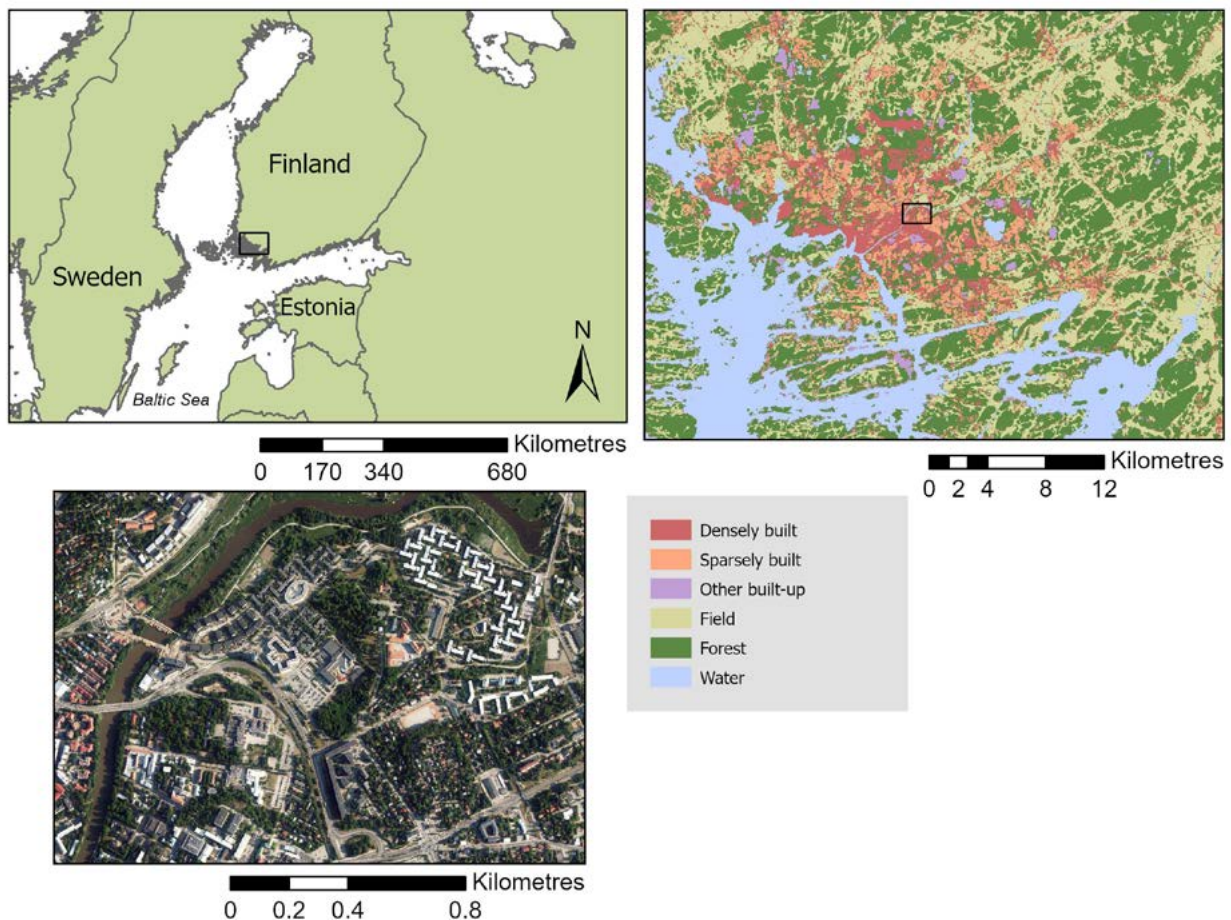 Finland
Sweden
Estonia
N
Baltic Sea
Kilometres
0 170 340 680
Kilometres
0 2 4 8 12
Densely built
Sparsely built
Other built-up
Field
Forest
Water
Kilometres
0 0.2 0.4 0.8